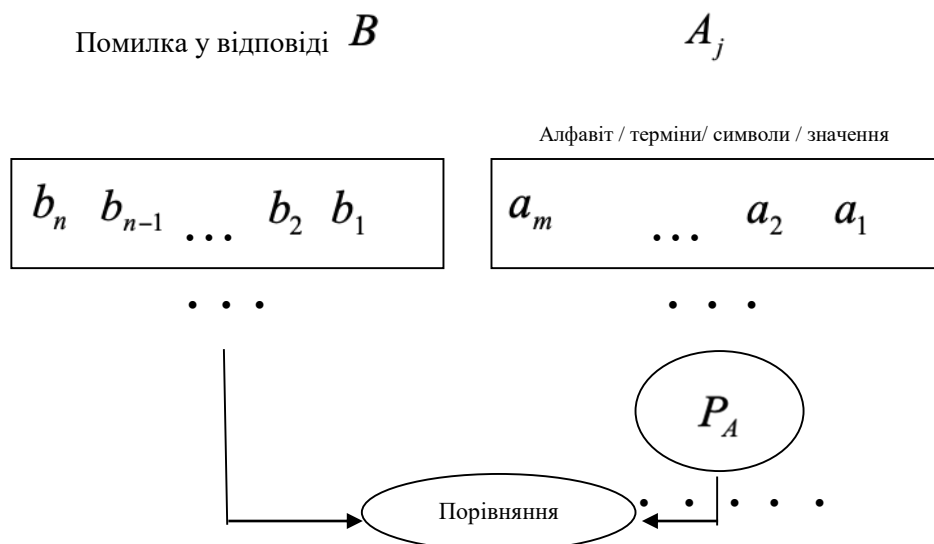 Помилка у відповіді B
A_j
Алфавіт / терміни/ символи / значення
b_n b_{n-1} ... b_2 b_1
a_m ... a_2 a_1
. . .
. . .
P_A
Порівняння
. . . . .